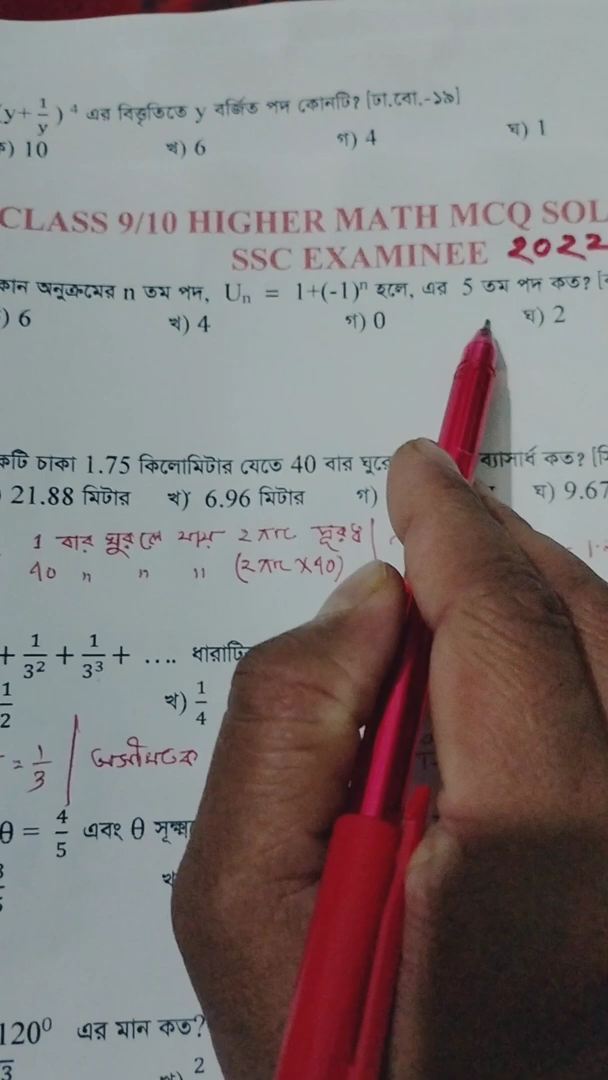 y + 1/y )⁴ এর বিস্তৃতিতে y বর্জিত পদ কোনটি? [ঢা.বো.-১৯]
) 10 খ) 6 গ) 4 ঘ) 1
CLASS 9/10 HIGHER MATH MCQ SOL
SSC EXAMINEE 2022
কোন অনুক্রমের n তম পদ, Uₙ = 1+(-1)ⁿ হলে, এর 5 তম পদ কত?
) 6 খ) 4 গ) 0 ঘ) 2
কটি চাকা 1.75 কিলোমিটার যেতে 40 বার ঘুরে ব্যাসার্ধ কত?
21.88 মিটার খ) 6.96 মিটার গ) ঘ) 9.67
1 বার ঘুরলে যায় 2πr দূরত্ব
40 " " " (2πr×40)
+ 1/3² + 1/3³ + .... ধারাটি
1/2 খ) 1/4
= 1/3 | অসীমতক
θ = 4/5 এবং θ সূক্ষ্ম
120⁰ এর মান কত?
2